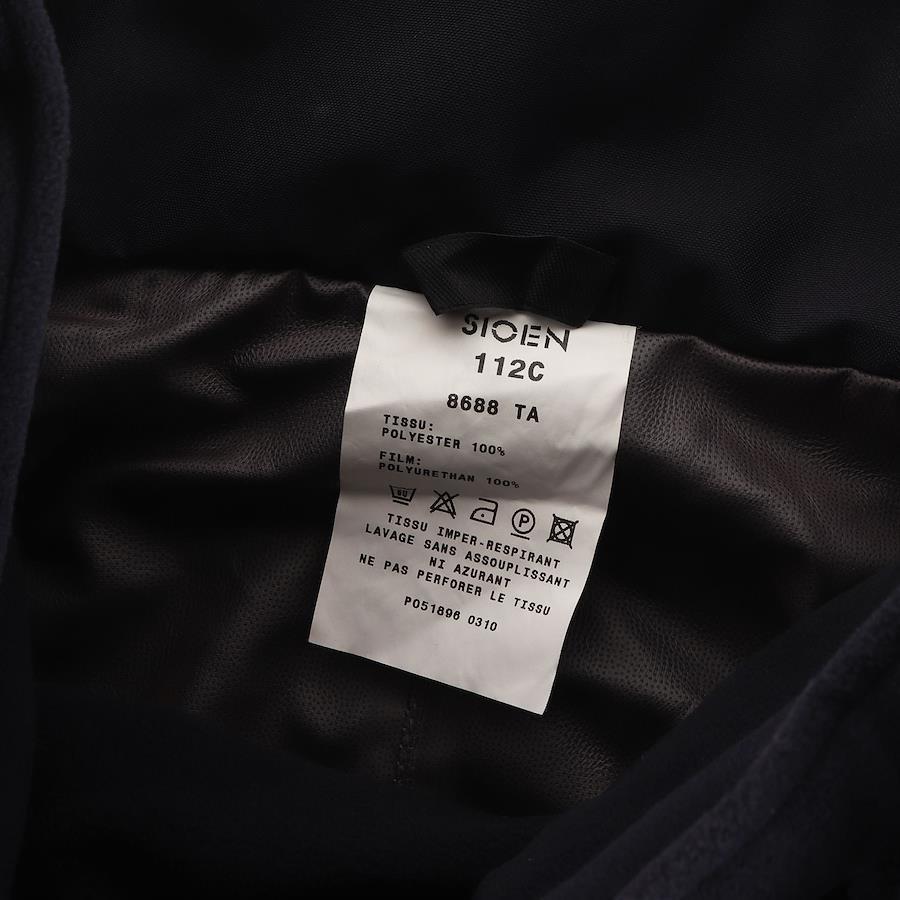 SIOEN
112C
8688 TA
TISSU:
POLYESTER 100%
FILM:
POLYURETHAN 100%
P
TISSU IMPER-RESPIRANT
LAVAGE SANS ASSOUPLISSANT
NI AZURANT
NE PAS PERFORER LE TISSU
P051896 0310